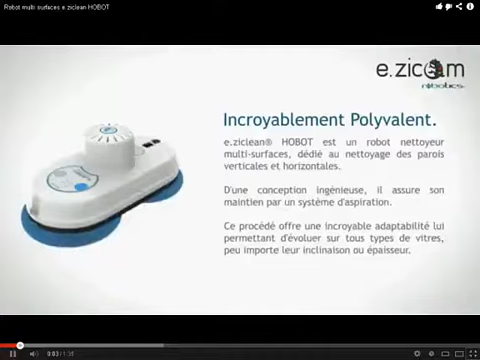 Robot multi surfaces e.ziclean HOBOT
e.zicom
robotics
Incroyablement Polyvalent.
e.ziclean® HOBOT est un robot nettoyeur
multi-surfaces, dédié au nettoyage des parois
verticales et horizontales.
D'une conception ingénieuse, il assure son
maintien par un système d'aspiration.
Ce procédé offre une incroyable adaptabilité lui
permettant d'évoluer sur tous types de vitres,
peu importe leur inclinaison ou épaisseur.
0:03 / 1:35